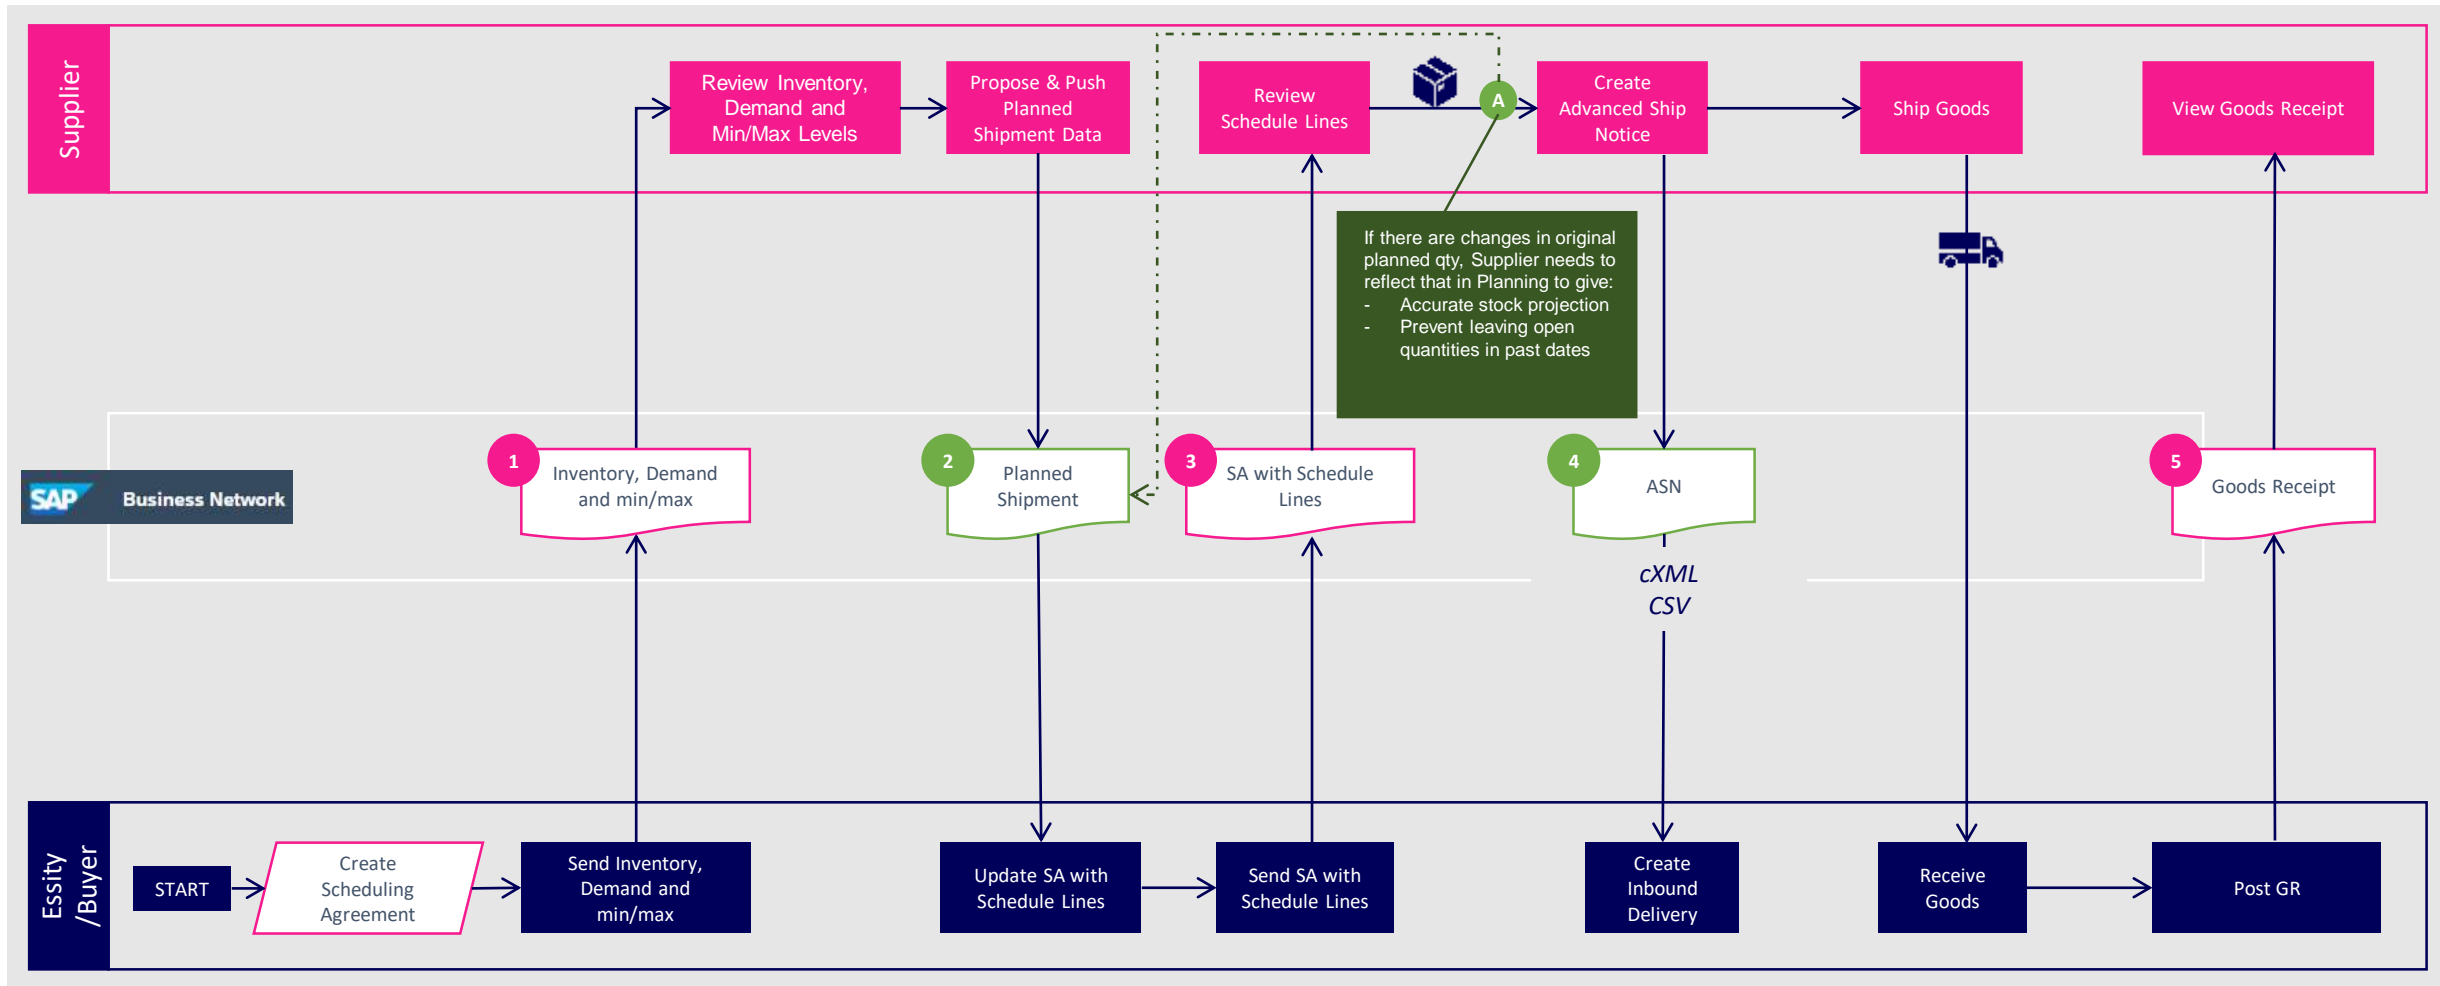 Supplier
Review Inventory,
Demand and
Min/Max Levels
Propose & Push
Planned
Shipment Data
Review
Schedule Lines
A
Create
Advanced Ship
Notice
Ship Goods
View Goods Receipt
If there are changes in original
planned qty, Supplier needs to
reflect that in Planning to give:
- Accurate stock projection
- Prevent leaving open
quantities in past dates
SAP Business Network
1
Inventory, Demand
and min/max
2
Planned
Shipment
3
SA with Schedule
Lines
4
ASN
5
Goods Receipt
cXML
CSV
Essity
/Buyer
START
Create
Scheduling
Agreement
Send Inventory,
Demand and
min/max
Update SA with
Schedule Lines
Send SA with
Schedule Lines
Create
Inbound
Delivery
Receive
Goods
Post GR